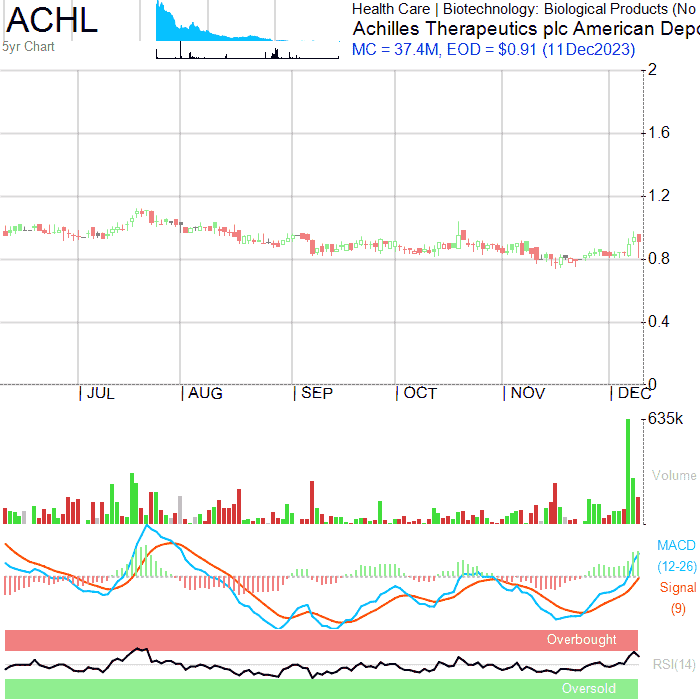 ACHL
5yr Chart
Health Care | Biotechnology: Biological Products (No
Achilles Therapeutics plc American Depo
MC = 37.4M, EOD = $0.91 (11Dec2023)
2
1.6
1.2
0.8
0.4
0
JUL AUG SEP OCT NOV DEC
635k
Volume
MACD
(12-26)
Signal
(9)
Overbought
RSI(14)
Oversold